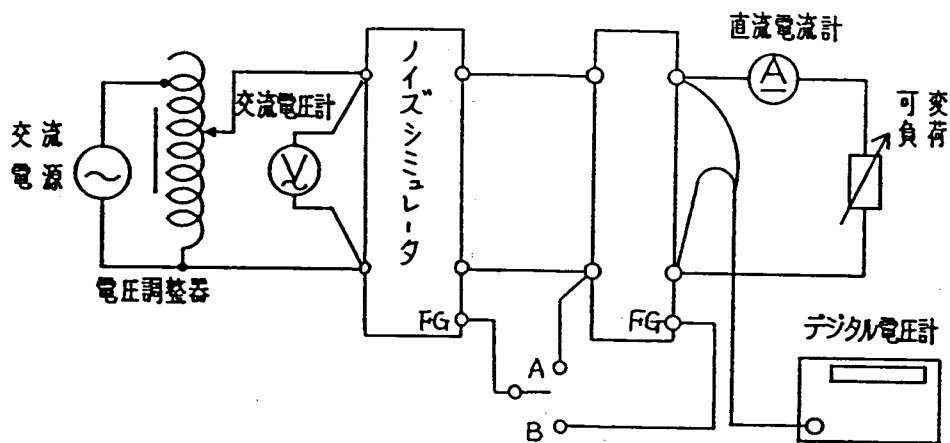 交流
電源
電圧調整器
交流電圧計
V
ノイズシミュレータ
FG
A
B
FG
直流電流計
A
可変
負荷
デジタル電圧計